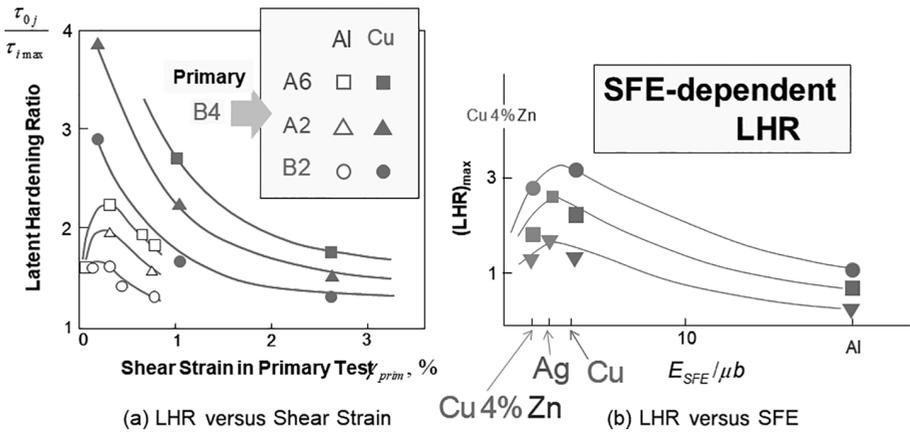 τ0j
τi max
Latent Hardening Ratio
4
3
2
1
0 1 2 3
Shear Strain in Primary Test γprim, %
Primary
B4
Al Cu
A6
A2
B2
(a) LHR versus Shear Strain
SFE-dependent
LHR
Cu 4% Zn
(LHR)max
3
1
10
Al
Ag Cu
Cu 4% Zn
ESFE/μb
(b) LHR versus SFE